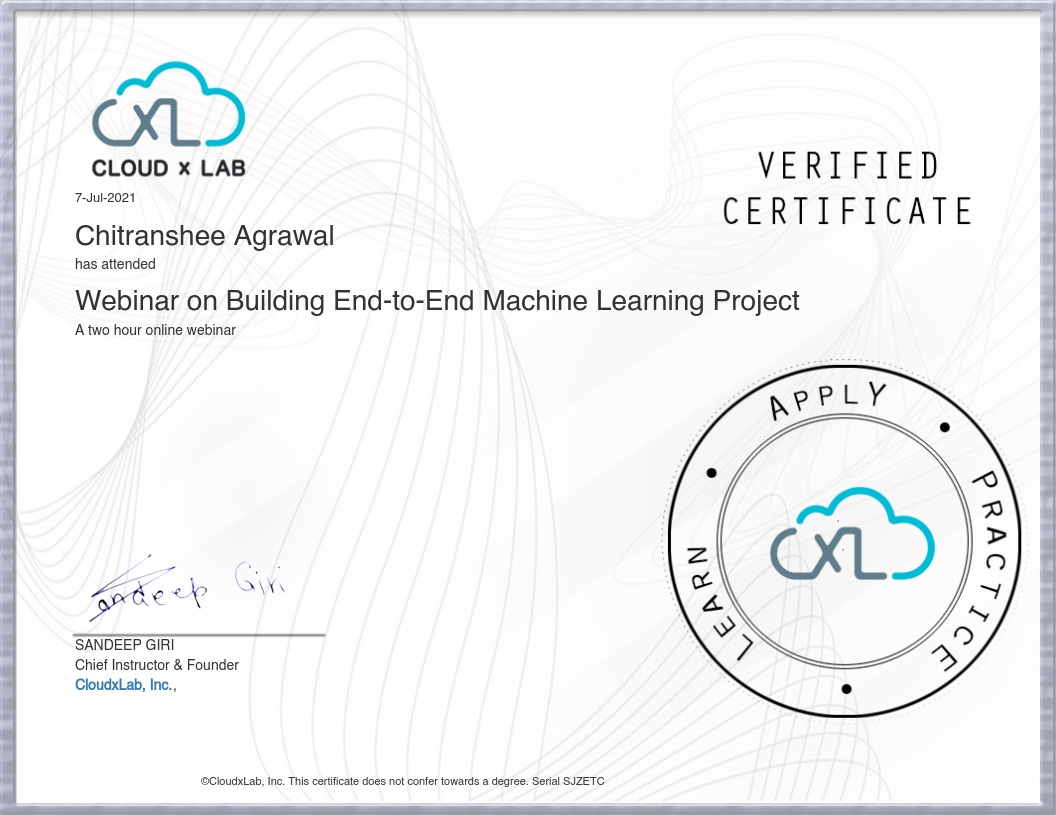 CXL
CLOUD x LAB
7-Jul-2021
VERIFIED
CERTIFICATE
Chitranshee Agrawal
has attended
Webinar on Building End-to-End Machine Learning Project
A two hour online webinar
LEARN • APPLY • PRACTICE •
CXL
Sandeep Giri
SANDEEP GIRI
Chief Instructor & Founder
CloudxLab, Inc.,
©CloudxLab, Inc. This certificate does not confer towards a degree. Serial SJZETC